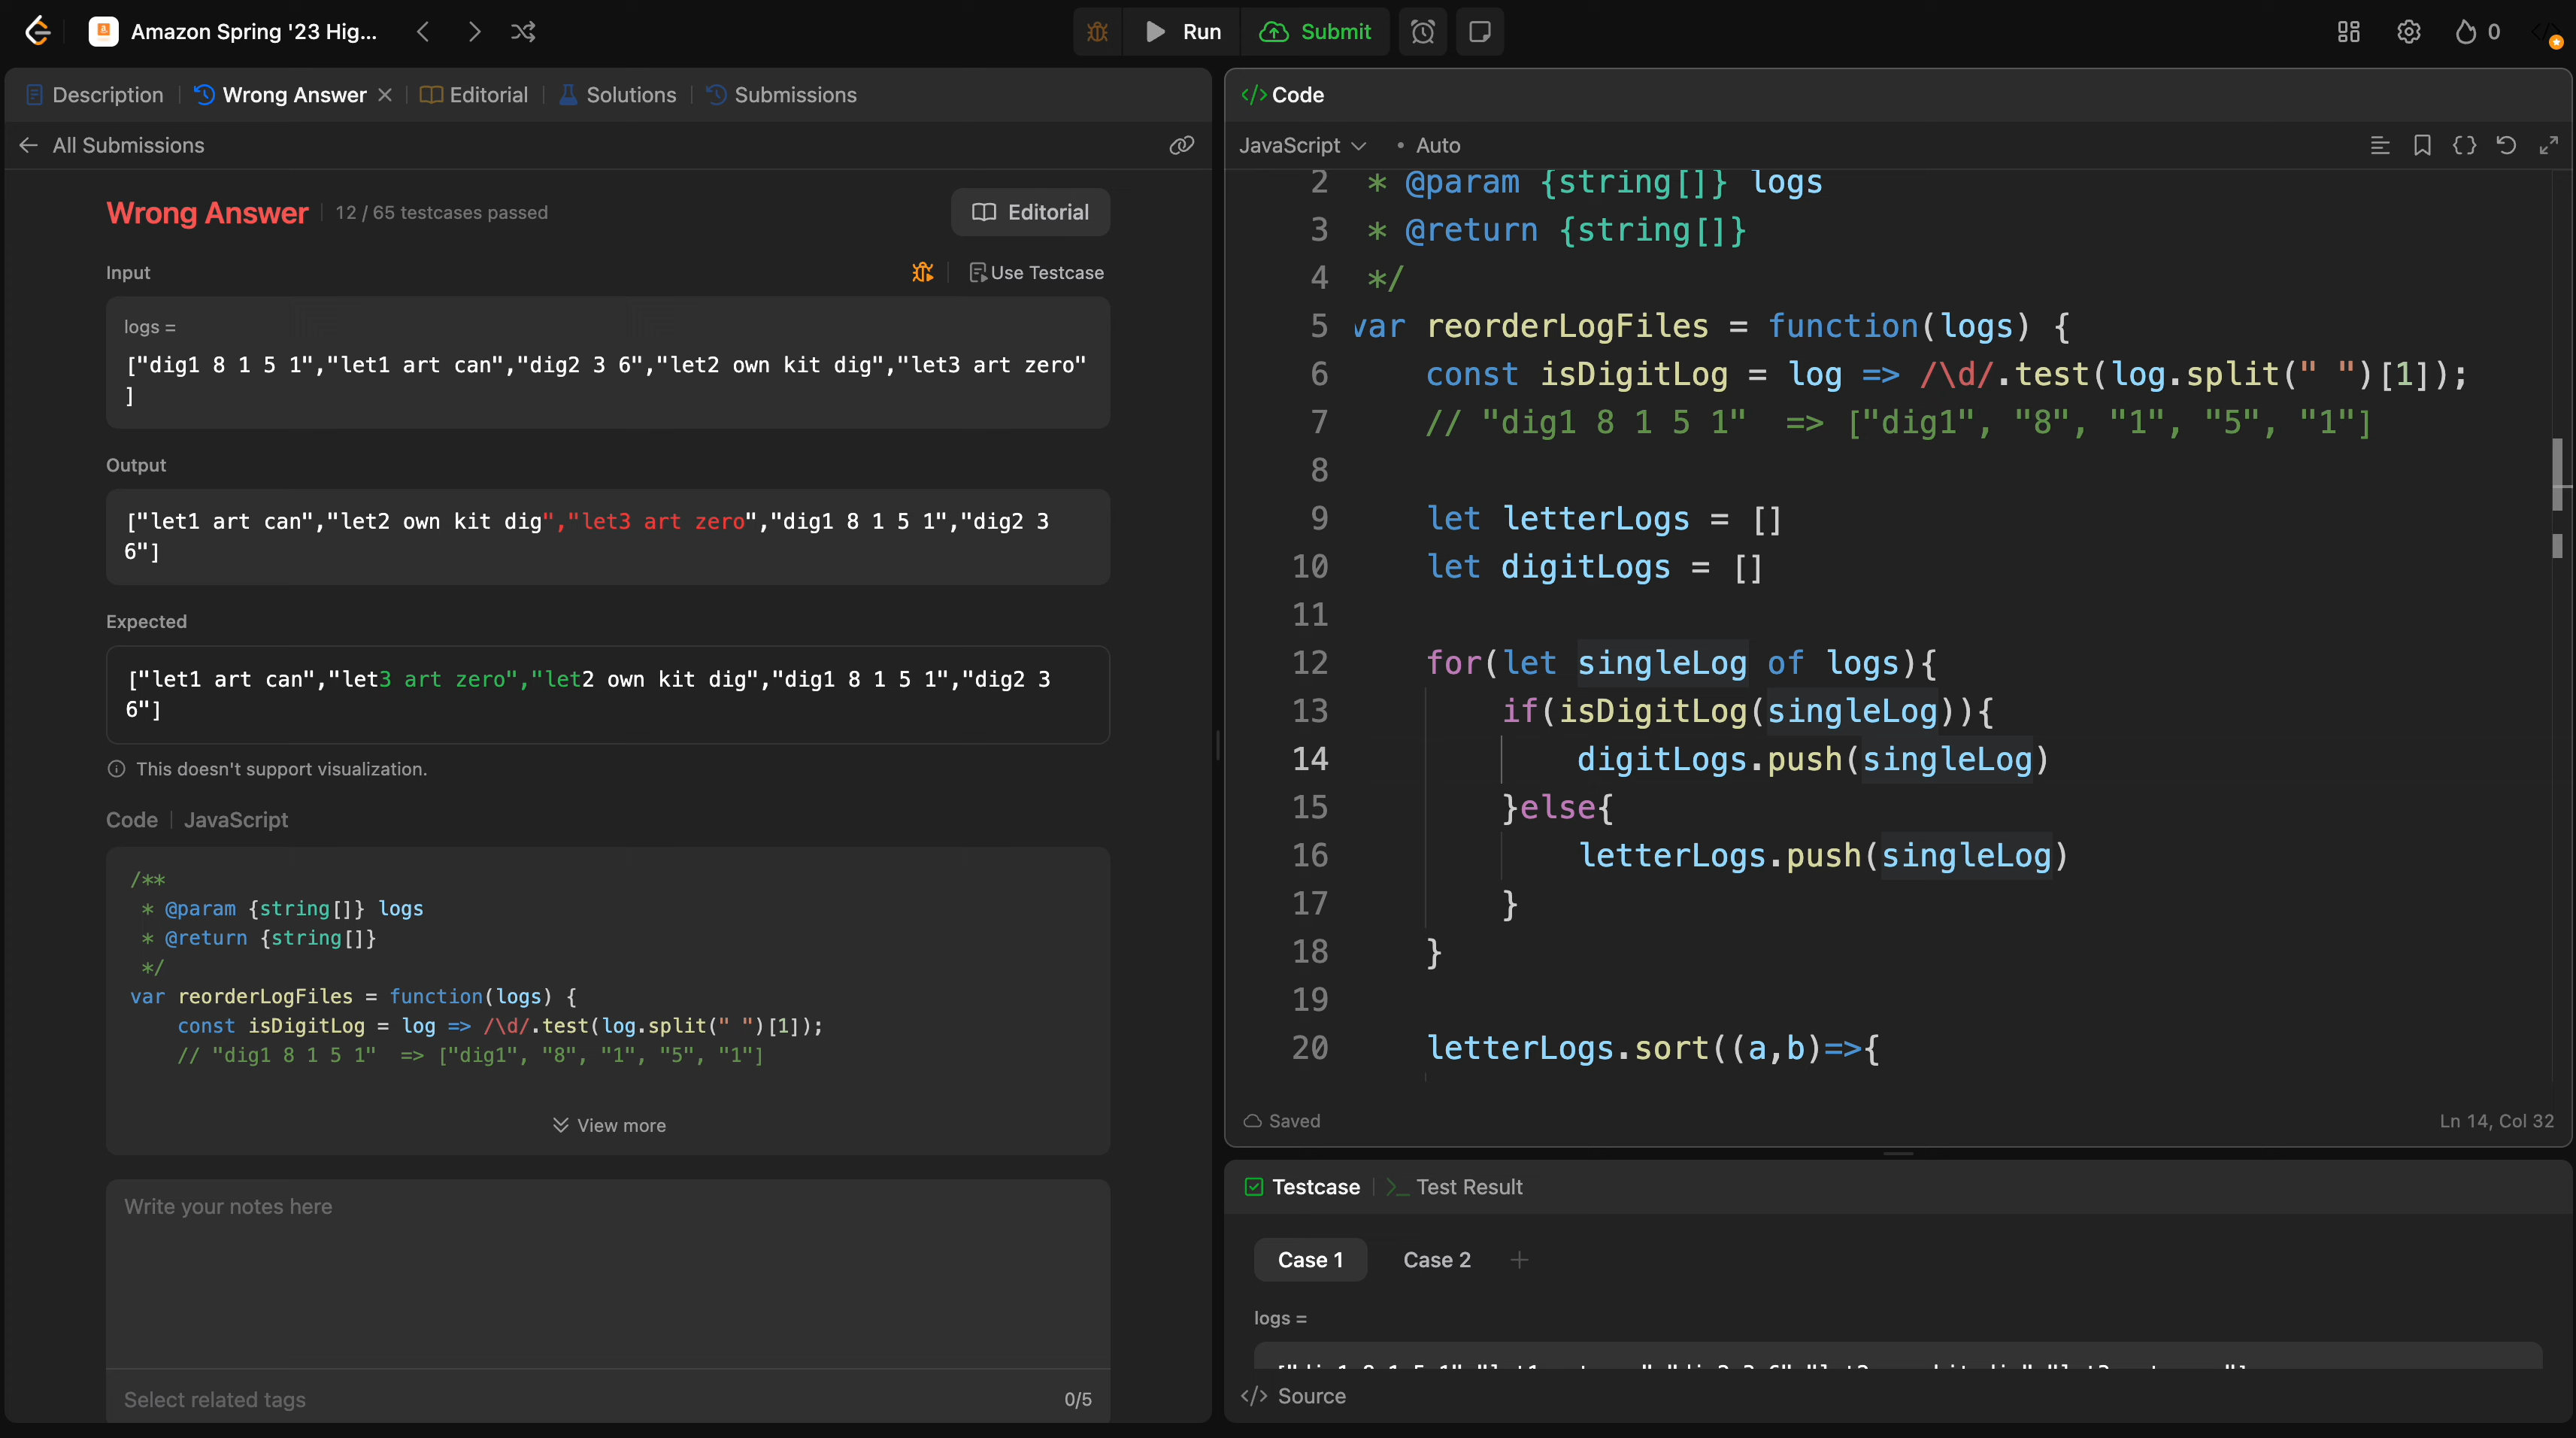 Amazon Spring '23 Hig...
Run
Submit
0
Description
Wrong Answer
Editorial
Solutions
Submissions
All Submissions
Wrong Answer
12 / 65 testcases passed
Editorial
Input
Use Testcase
logs =
["dig1 8 1 5 1","let1 art can","dig2 3 6","let2 own kit dig","let3 art zero"
]
Output
["let1 art can","let2 own kit dig","let3 art zero","dig1 8 1 5 1","dig2 3
6"]
Expected
["let1 art can","let3 art zero","let2 own kit dig","dig1 8 1 5 1","dig2 3
6"]
This doesn't support visualization.
Code
JavaScript
/**
* @param {string[]} logs
* @return {string[]}
*/
var reorderLogFiles = function(logs) {
const isDigitLog = log => /\d/.test(log.split(" ")[1]);
// "dig1 8 1 5 1"  => ["dig1", "8", "1", "5", "1"]
View more
Write your notes here
Select related tags
0/5
</> Code
JavaScript
• Auto
2 * @param {string[]} logs
3 * @return {string[]}
4 */
5 var reorderLogFiles = function(logs) {
6 const isDigitLog = log => /\d/.test(log.split(" ")[1]);
7 // "dig1 8 1 5 1"  => ["dig1", "8", "1", "5", "1"]
8
9 let letterLogs = []
10 let digitLogs = []
11
12 for(let singleLog of logs){
13 if(isDigitLog(singleLog)){
14 digitLogs.push(singleLog)
15 }else{
16 letterLogs.push(singleLog)
17 }
18 }
19
20 letterLogs.sort((a,b)=>{
Saved
Ln 14, Col 32
Testcase
Test Result
Case 1
Case 2
+
logs =
</> Source